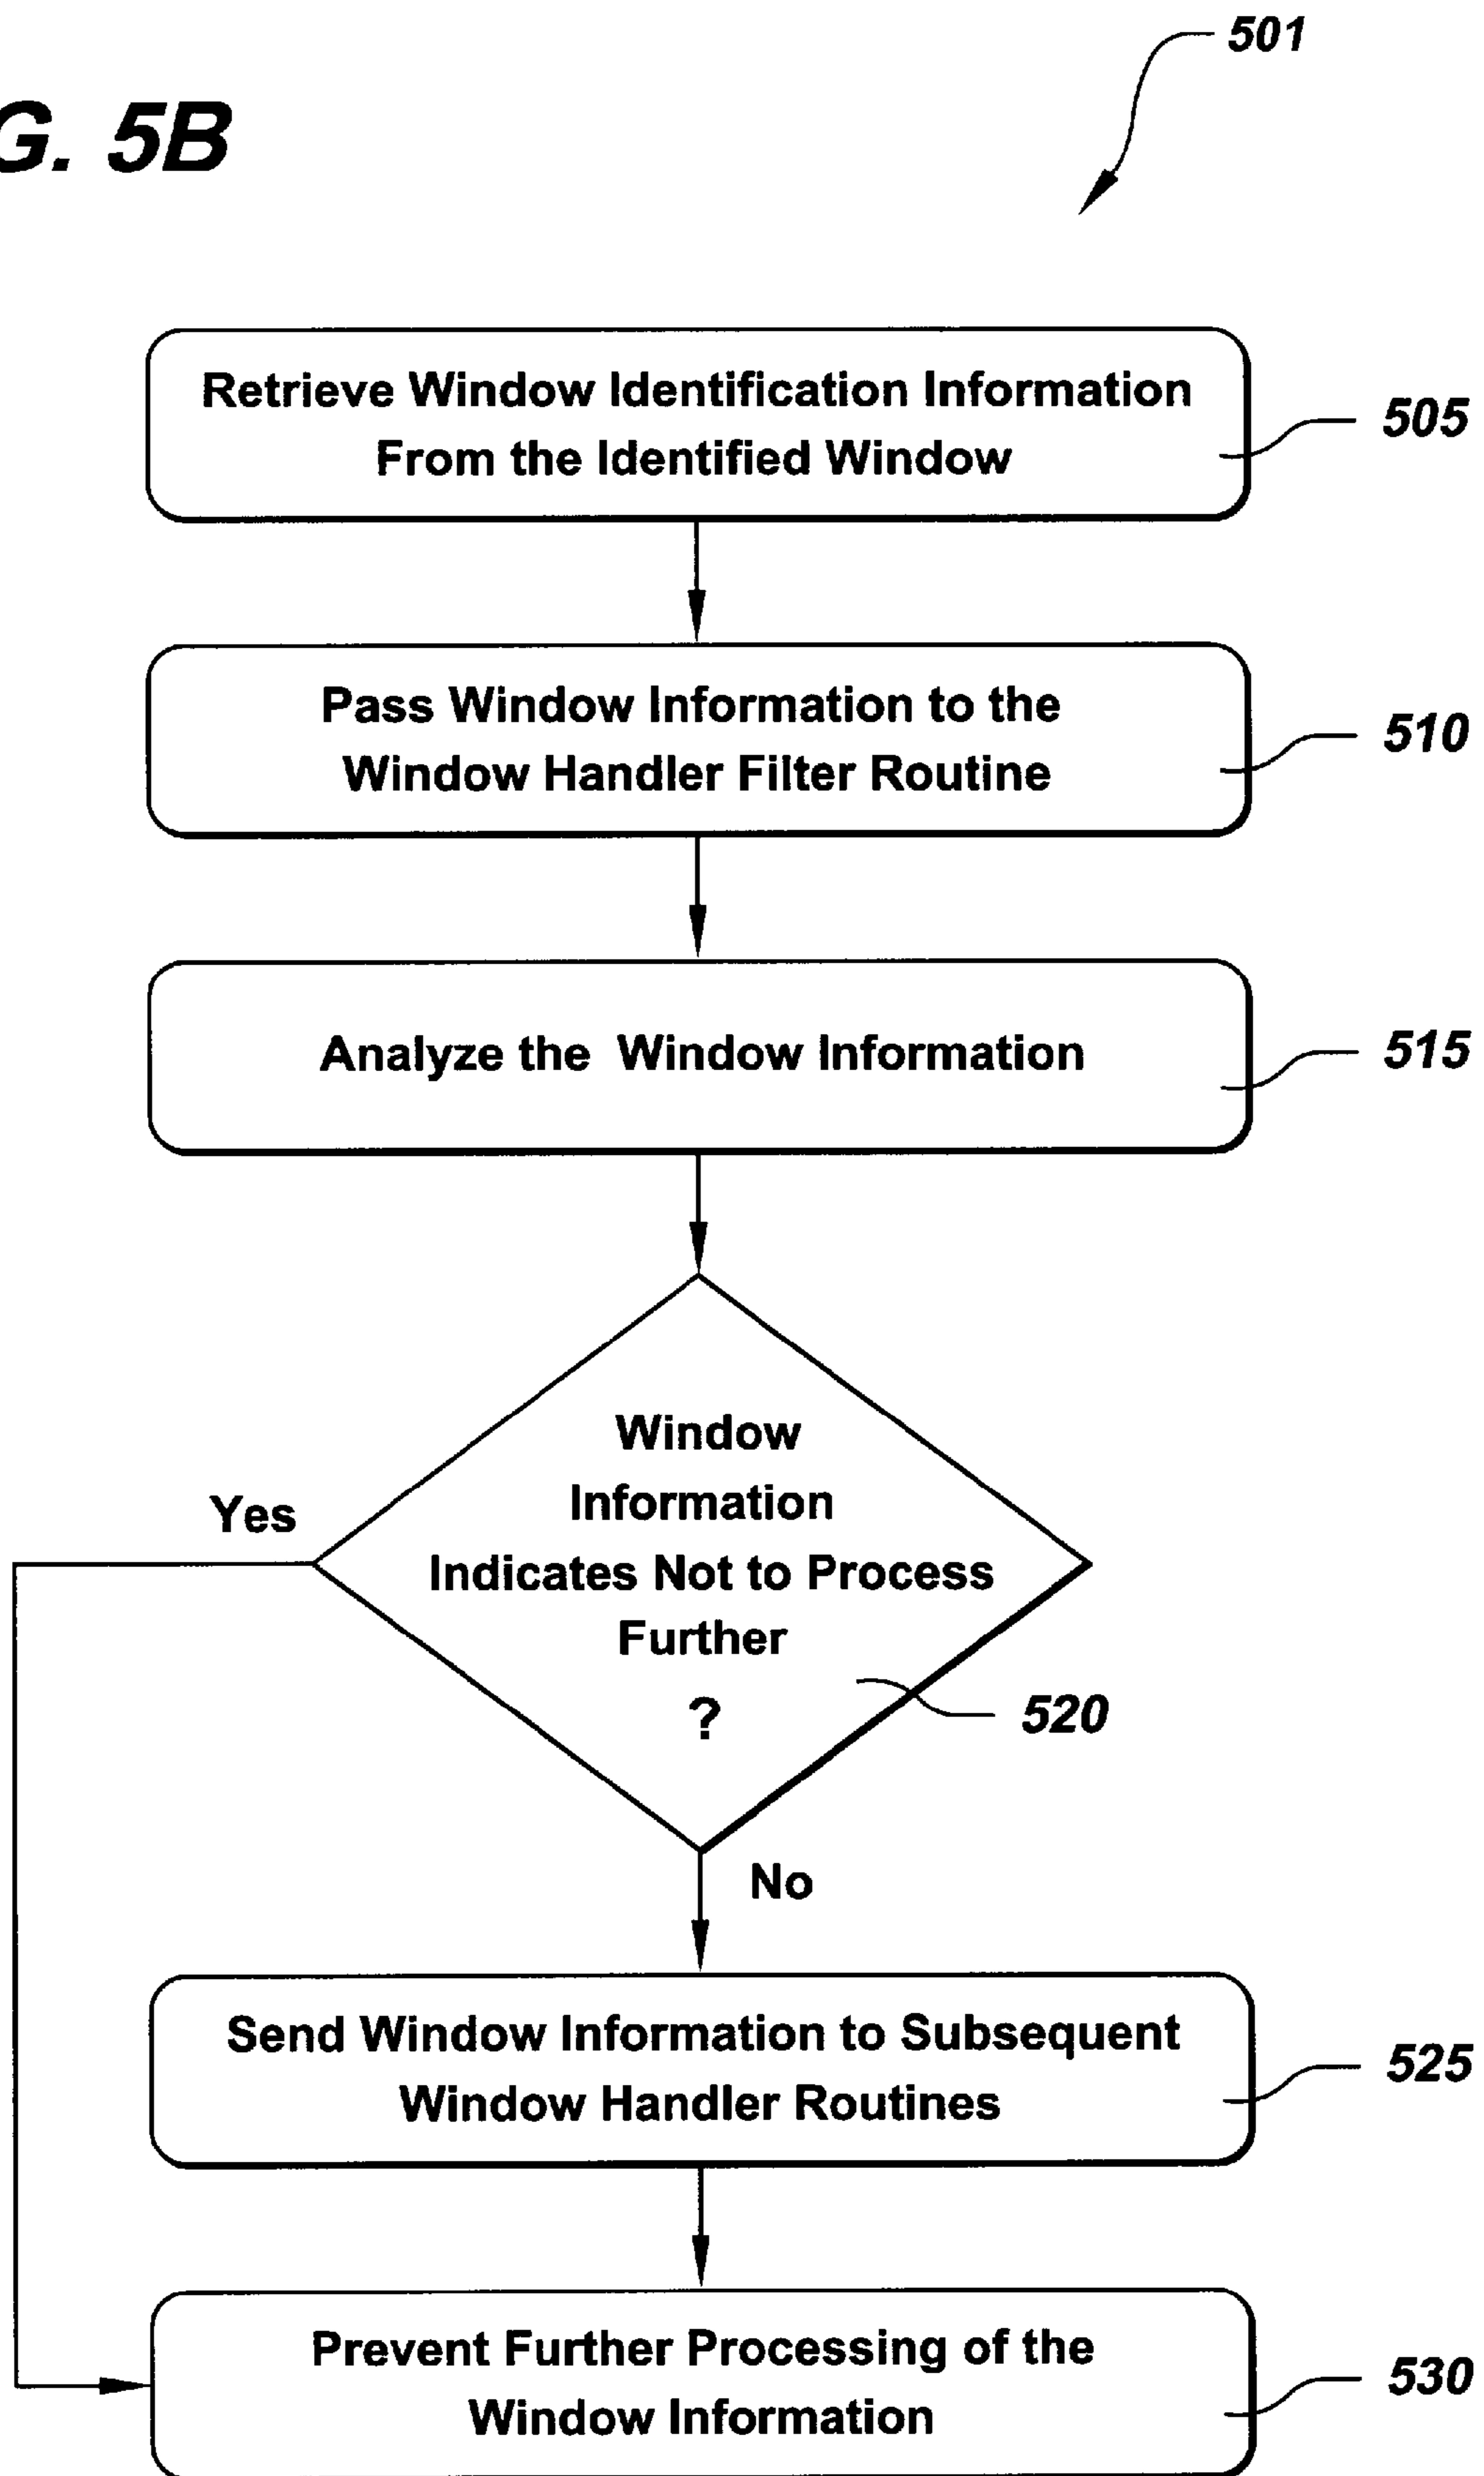 501
G. 5B
Retrieve Window Identification Information
From the Identified Window
505
Pass Window Information to the
Window Handler Filter Routine
510
Analyze the Window Information
515
Window
Information
Indicates Not to Process
Further
?
Yes
520
No
Send Window Information to Subsequent
Window Handler Routines
525
Prevent Further Processing of the
Window Information
530